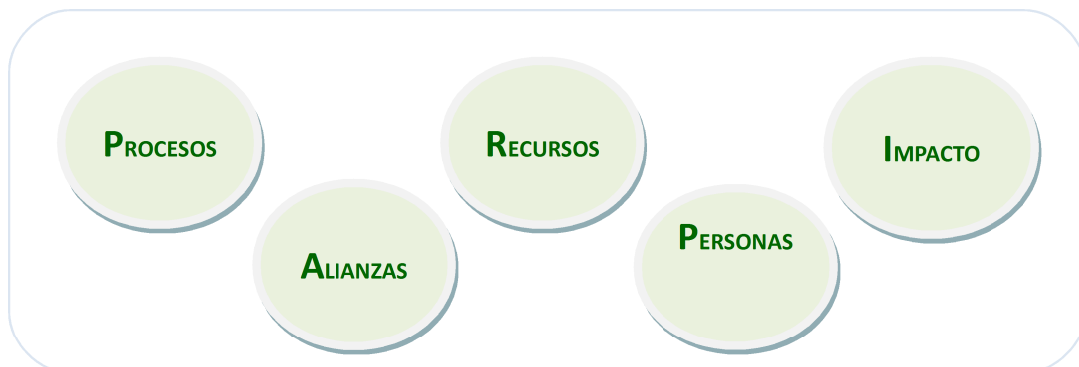 PROCESOS
RECURSOS
IMPACTO
ALIANZAS
PERSONAS